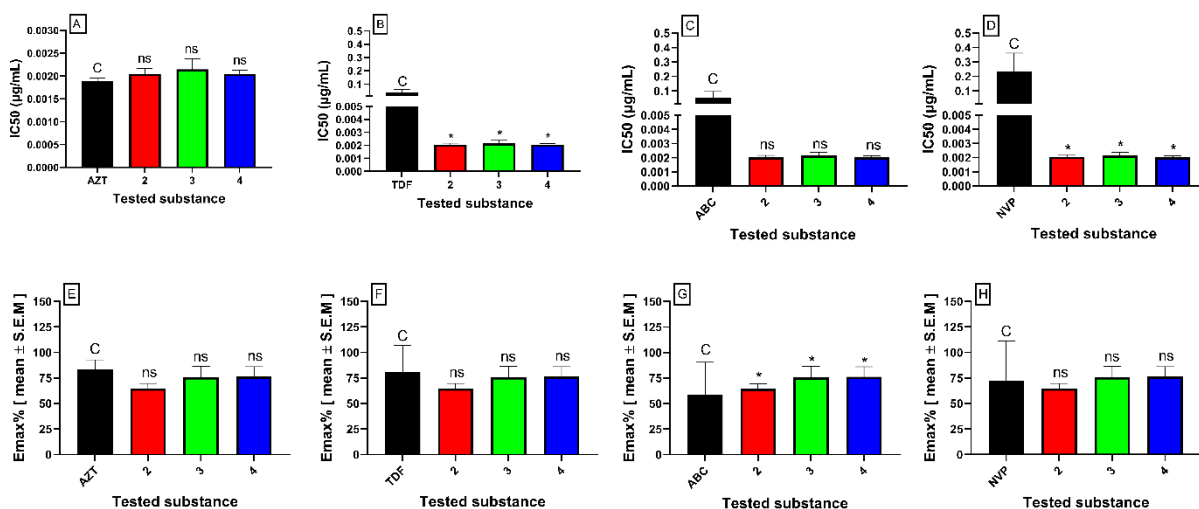 A
IC50 (µg/mL)
0.0030
0.0025
0.0020
0.0015
0.0010
0.0005
0.0000
C
ns
ns
ns
AZT
2
3
4
Tested substance
B
IC50 (µg/mL)
0.5
0.4
0.3
0.2
0.1
0.005
0.004
0.003
0.002
0.001
0.000
C
*
*
*
TDF
2
3
4
Tested substance
C
IC50 (µg/mL)
0.5
0.4
0.3
0.2
0.1
0.005
0.004
0.003
0.002
0.001
0.000
C
ns
ns
ns
ABC
2
3
4
Tested substance
D
IC50 (µg/mL)
0.5
0.4
0.3
0.2
0.1
0.005
0.004
0.003
0.002
0.001
0.000
C
*
*
*
NVP
2
3
4
Tested substance
E
Emax% [ mean ± S.E.M ]
150
125
100
75
50
25
0
C
ns
ns
ns
AZT
2
3
4
Tested substance
F
Emax% [ mean ± S.E.M ]
150
125
100
75
50
25
0
C
ns
ns
ns
TDF
2
3
4
Tested substance
G
Emax% [ mean ± S.E.M ]
150
125
100
75
50
25
0
C
*
*
*
ABC
2
3
4
Tested substance
H
Emax% [ mean ± S.E.M ]
150
125
100
75
50
25
0
C
ns
ns
ns
NVP
2
3
4
Tested substance